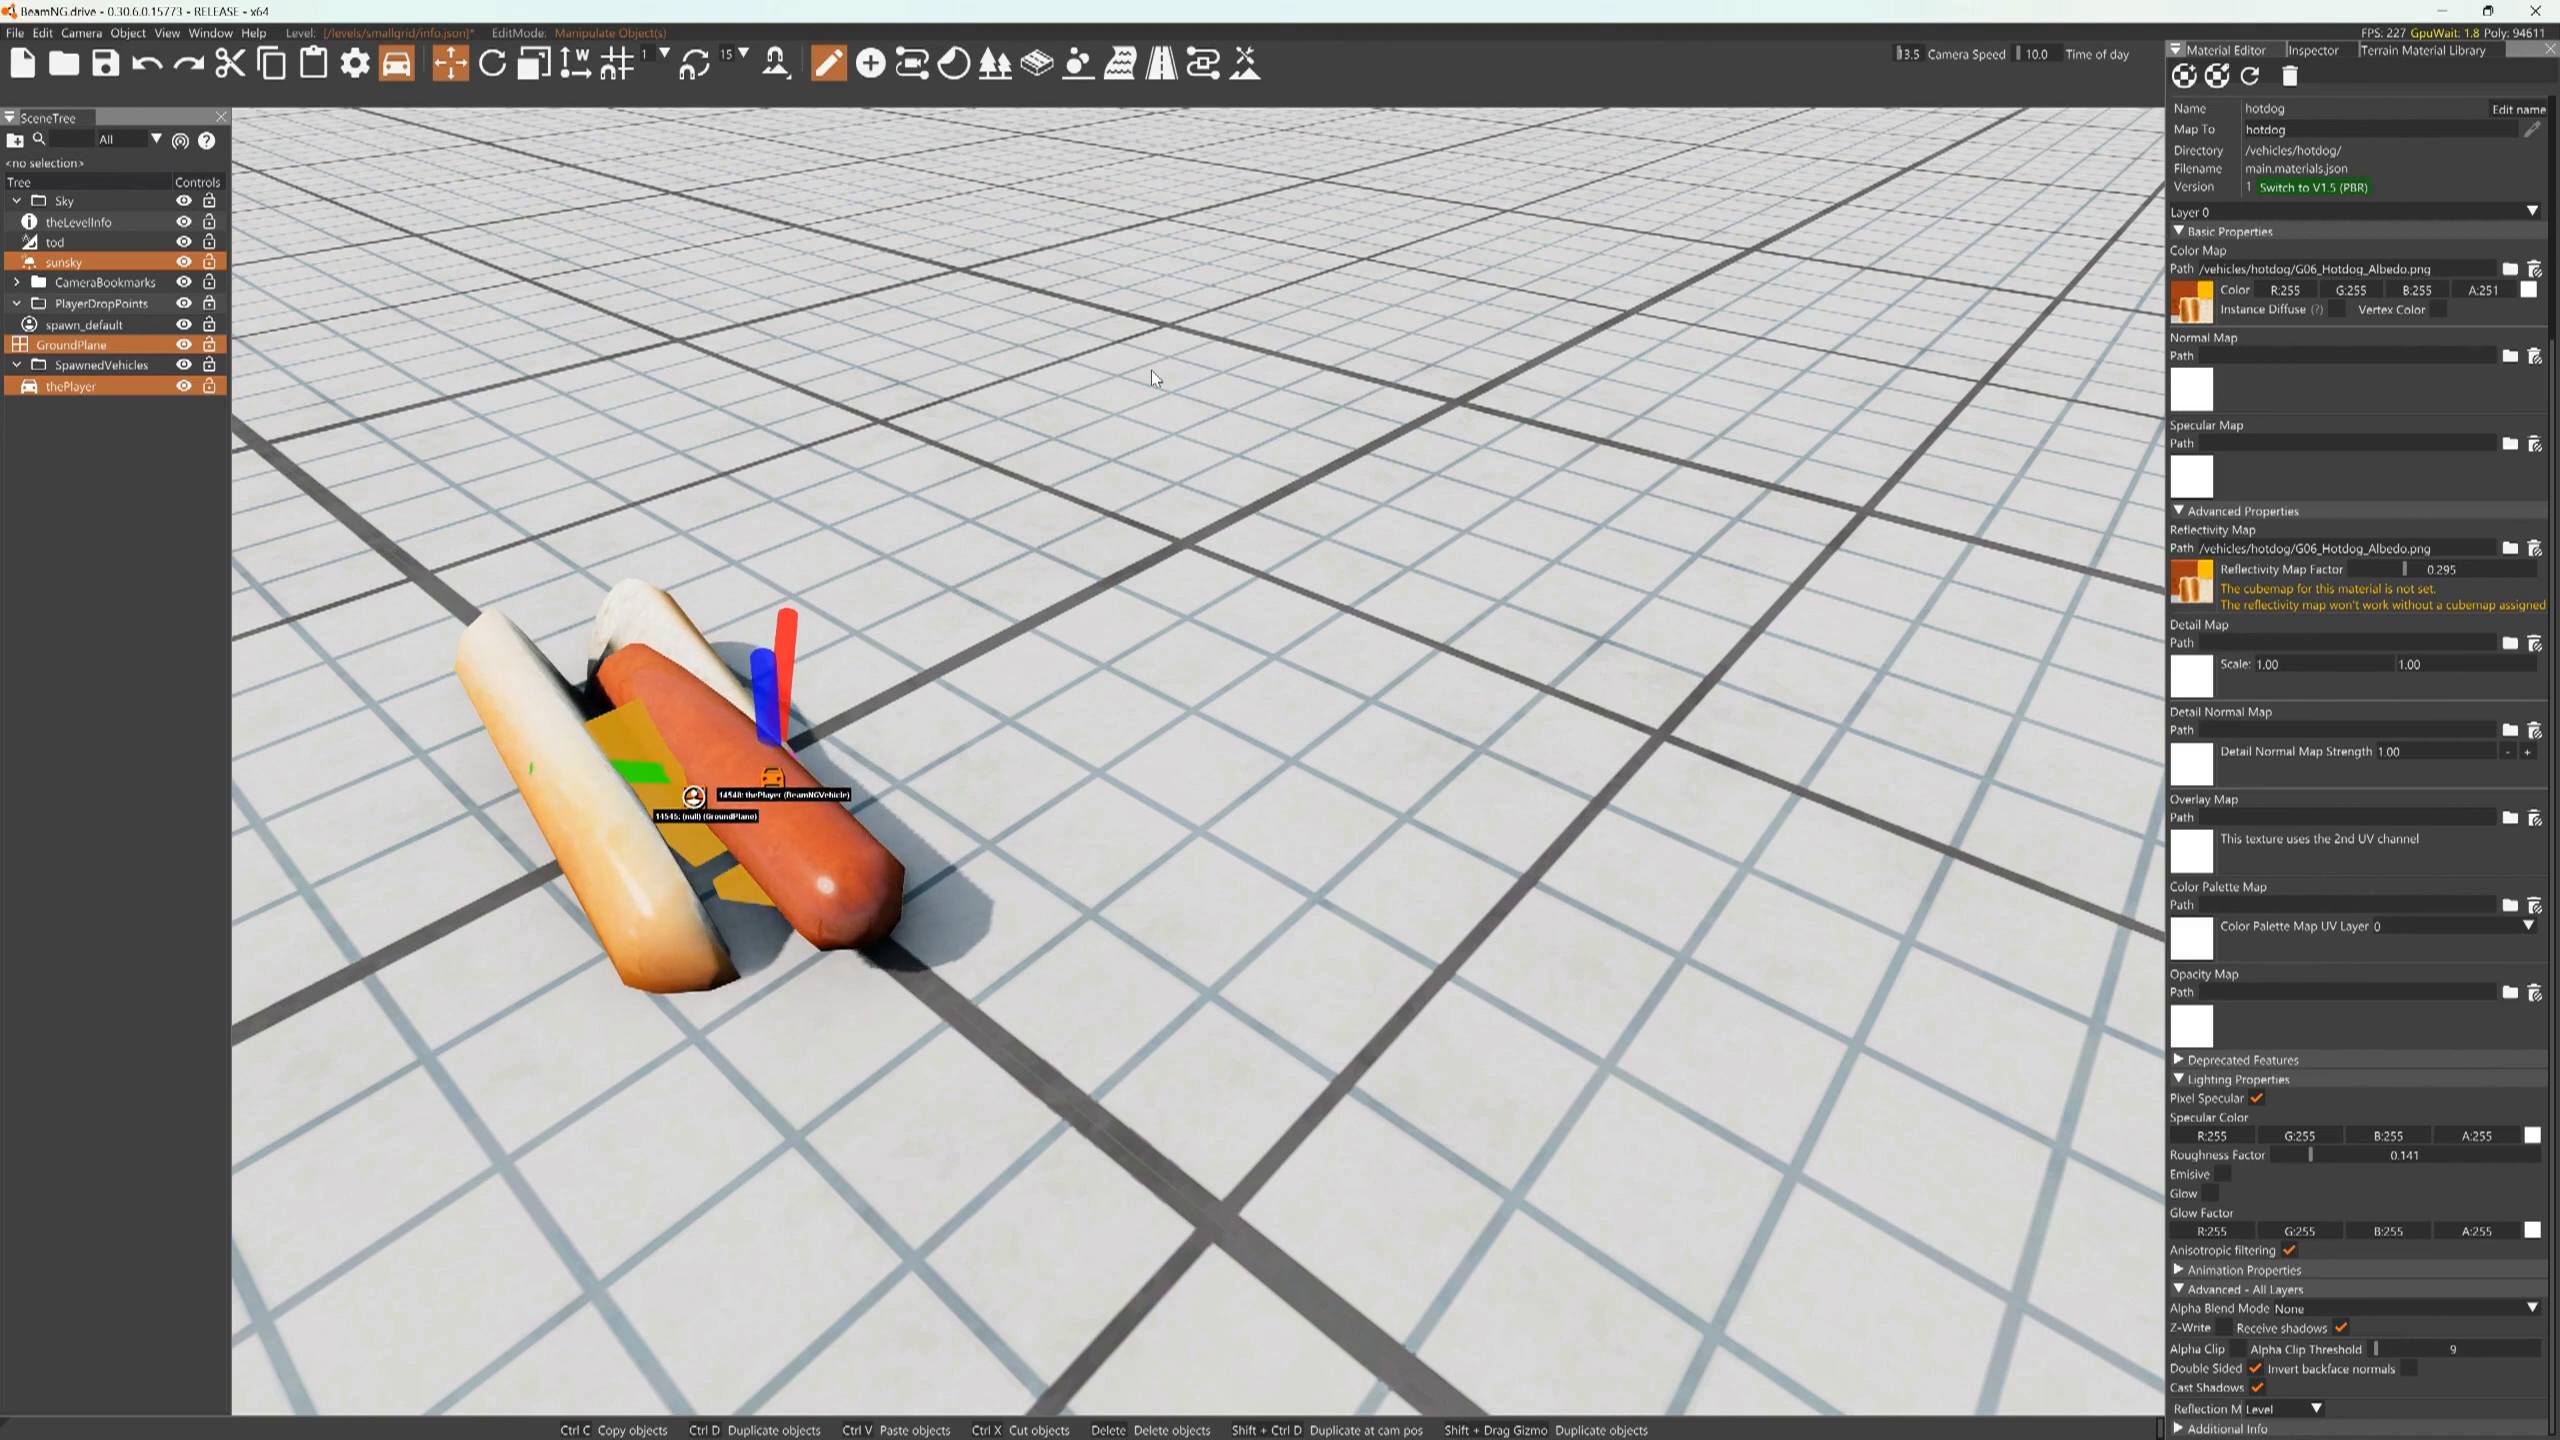 BeamNG.drive - 0.30.6.0.15773 - RELEASE - x64
File Edit Camera Object View Window Help Level: [/levels/smallgrid/info.json]* EditMode: Manipulate Object(s)
FPS: 227 GpuWait: 1.8 Poly: 94611
1 15 13.5 Camera Speed 10.0 Time of day
Material Editor Inspector Terrain Material Library
SceneTree
All
<no selection>
Tree Controls
Sky
theLevelInfo
tod
sunsky
CameraBookmarks
PlayerDropPoints
spawn_default
GroundPlane
SpawnedVehicles
thePlayer
14548: thePlayer (BeamNGVehicle)
14545: (null) (GroundPlane)
Name hotdog Edit name
Map To hotdog
Directory /vehicles/hotdog/
Filename main.materials.json
Version 1 Switch to V1.5 (PBR)
Layer 0
Basic Properties
Color Map
Path /vehicles/hotdog/G06_Hotdog_Albedo.png
Color R:255 G:255 B:255 A:251
Instance Diffuse (?) Vertex Color
Normal Map
Path
Specular Map
Path
Advanced Properties
Reflectivity Map
Path /vehicles/hotdog/G06_Hotdog_Albedo.png
Reflectivity Map Factor 0.295
The cubemap for this material is not set.
The reflectivity map won't work without a cubemap assigned
Detail Map
Path
Scale: 1.00 1.00
Detail Normal Map
Path
Detail Normal Map Strength 1.00 - +
Overlay Map
Path
This texture uses the 2nd UV channel
Color Palette Map
Path
Color Palette Map UV Layer 0
Opacity Map
Path
Deprecated Features
Lighting Properties
Pixel Specular
Specular Color
R:255 G:255 B:255 A:255
Roughness Factor 0.141
Emisive
Glow
Glow Factor
R:255 G:255 B:255 A:255
Anisotropic filtering
Animation Properties
Advanced - All Layers
Alpha Blend Mode None
Z-Write Receive shadows
Alpha Clip Alpha Clip Threshold 9
Double Sided Invert backface normals
Cast Shadows
Reflection M Level
Additional Info
Ctrl C Copy objects Ctrl D Duplicate objects Ctrl V Paste objects Ctrl X Cut objects Delete Delete objects Shift + Ctrl D Duplicate at cam pos Shift + Drag Gizmo Duplicate objects